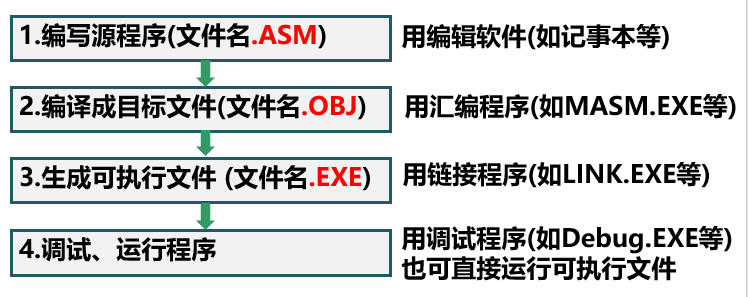 1.编写源程序(文件名.ASM)
用编辑软件(如记事本等)
2.编译成目标文件(文件名.OBJ)
用汇编程序(如MASM.EXE等)
3.生成可执行文件 (文件名.EXE)
用链接程序(如LINK.EXE等)
4.调试、运行程序
用调试程序(如Debug.EXE等)
也可直接运行可执行文件